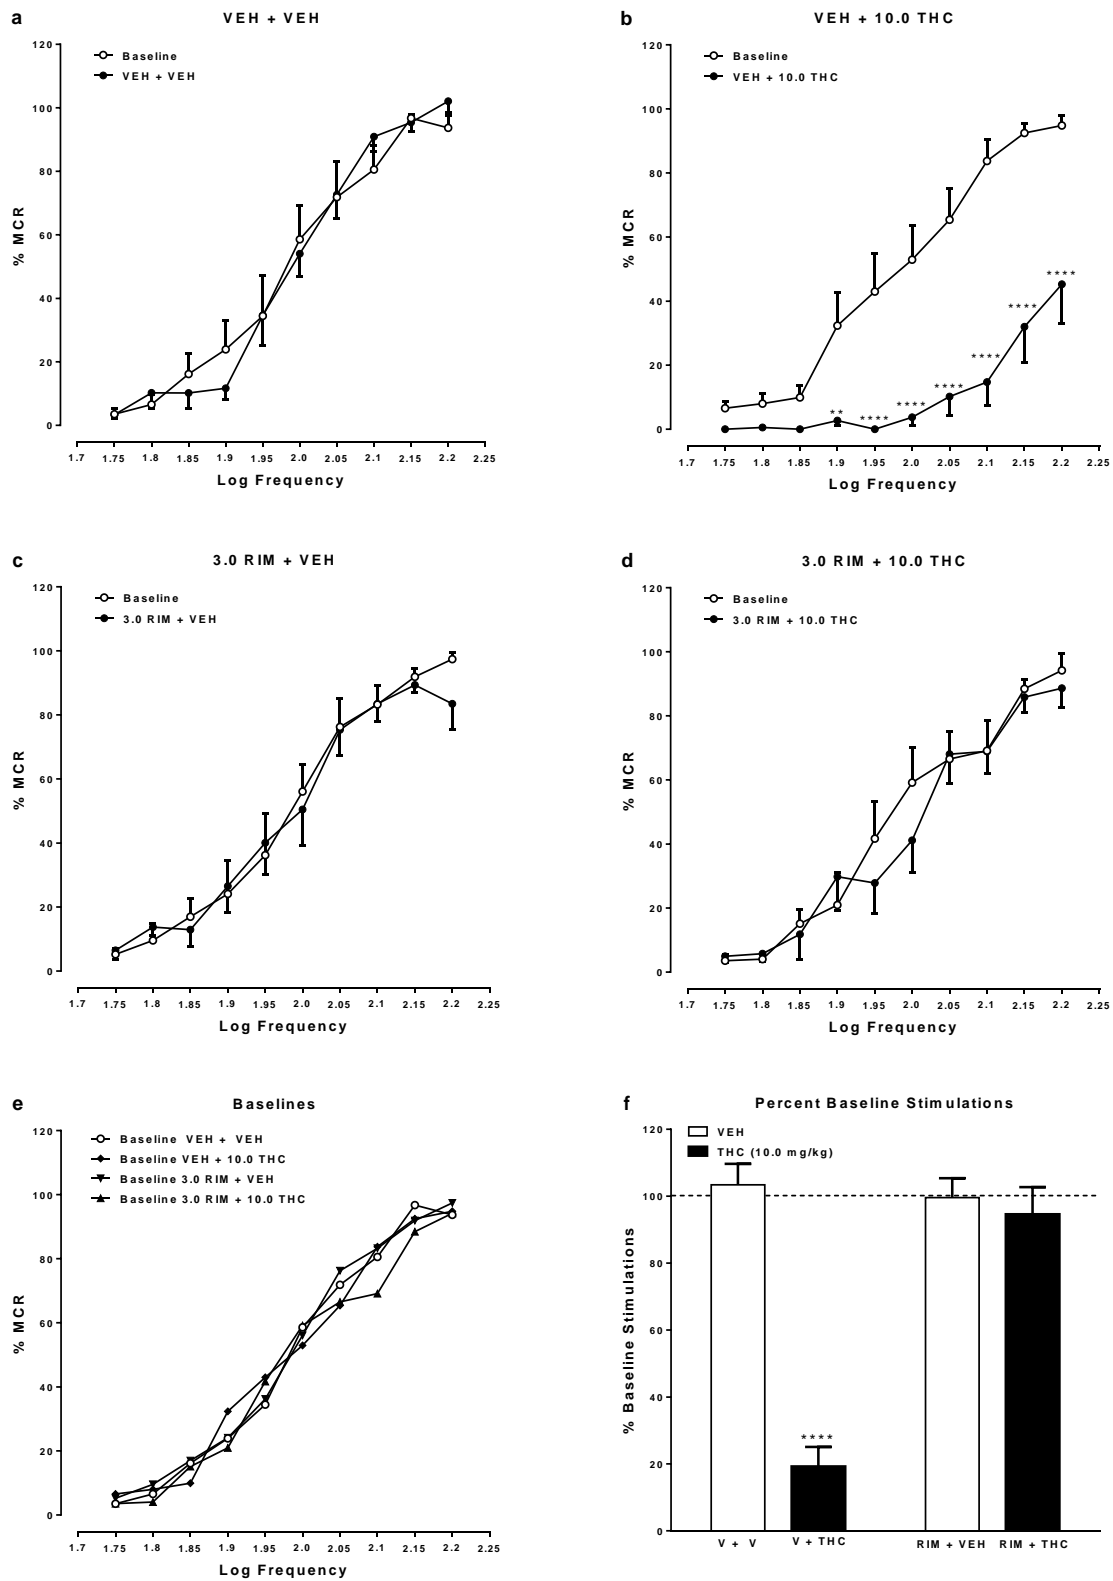 a
VEH + VEH
Baseline
VEH + VEH
120
100
80
60
40
20
0
% MCR
1.7 1.75 1.8 1.85 1.9 1.95 2.0 2.05 2.1 2.15 2.2 2.25
Log Frequency
b
VEH + 10.0 THC
Baseline
VEH + 10.0 THC
120
100
80
60
40
20
0
% MCR
** **** **** **** **** **** ****
1.7 1.75 1.8 1.85 1.9 1.95 2.0 2.05 2.1 2.15 2.2 2.25
Log Frequency
c
3.0 RIM + VEH
Baseline
3.0 RIM + VEH
120
100
80
60
40
20
0
% MCR
1.7 1.75 1.8 1.85 1.9 1.95 2.0 2.05 2.1 2.15 2.2 2.25
Log Frequency
d
3.0 RIM + 10.0 THC
Baseline
3.0 RIM + 10.0 THC
120
100
80
60
40
20
0
% MCR
1.7 1.75 1.8 1.85 1.9 1.95 2.0 2.05 2.1 2.15 2.2 2.25
Log Frequency
e
Baselines
Baseline VEH + VEH
Baseline VEH + 10.0 THC
Baseline 3.0 RIM + VEH
Baseline 3.0 RIM + 10.0 THC
120
100
80
60
40
20
0
% MCR
1.7 1.75 1.8 1.85 1.9 1.95 2.0 2.05 2.1 2.15 2.2 2.25
Log Frequency
f
Percent Baseline Stimulations
VEH
THC (10.0 mg/kg)
120
100
80
60
40
20
0
% Baseline Stimulations
****
V + V V + THC RIM + VEH RIM + THC